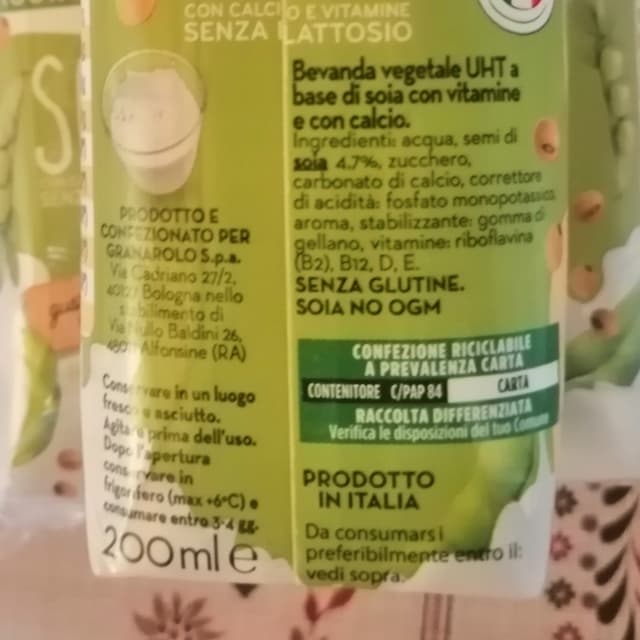 CON CALCIO E VITAMINE
SENZA LATTOSIO
PRODOTTO E
CONFEZIONATO PER
GRANAROLO S.p.a.
Via Cadriano 27/2,
40127 Bologna nello
stabilimento di
Via Nullo Baldini 26,
Alfonsine (RA)
Conservare in un luogo
fresco e asciutto.
Agitare prima dell'uso.
Dopo l'apertura
conservare in
frigorifero (max +6°C) e
consumare entro 3-4 gg.
200 ml e
Bevanda vegetale UHT a
base di soia con vitamine
e con calcio.
Ingredienti: acqua, semi di
soia 4.7%, zucchero,
carbonato di calcio, correttore
di acidità: fosfato monopotassico,
aroma, stabilizzante: gomma di
gellano, vitamine: riboflavina
(B2), B12, D, E.
SENZA GLUTINE.
SOIA NO OGM
CONFEZIONE RICICLABILE
A PREVALENZA CARTA
CONTENITORE C/PAP 84 CARTA
RACCOLTA DIFFERENZIATA
Verifica le disposizioni del tuo Comune
PRODOTTO
IN ITALIA
Da consumarsi
preferibilmente entro il:
vedi sopra.